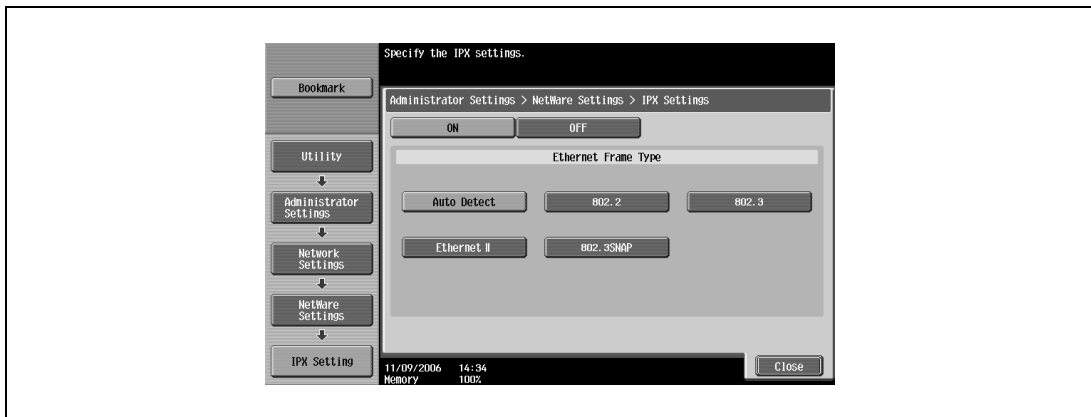 Specify the IPX settings.
Bookmark
Administrator Settings > NetWare Settings > IPX Settings
ON
OFF
Utility
Ethernet Frame Type
Administrator
Settings
Auto Detect
802.2
802.3
Network
Settings
Ethernet II
802.3SNAP
NetWare
Settings
IPX Setting
11/09/2006 14:34
Memory 100%
Close